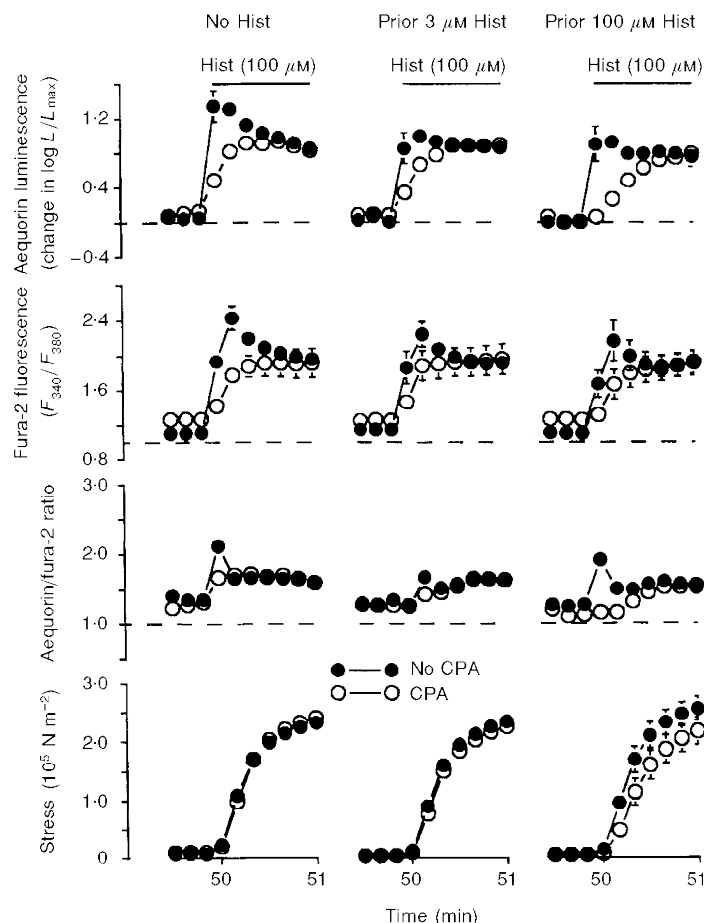 No Hist
Prior 3 μM Hist
Prior 100 μM Hist
Hist (100 μM)
Hist (100 μM)
Hist (100 μM)
Aequorin luminescence
(change in log L/Lmax)
1·2
0·4
−0·4
Fura-2 fluorescence
(F340/F380)
2·4
1·6
0·8
Aequorin/fura-2 ratio
3·0
2·0
1·0
No CPA
CPA
Stress (10⁵ N m⁻²)
3·0
2·0
1·0
0
50
51
50
51
50
51
Time (min)